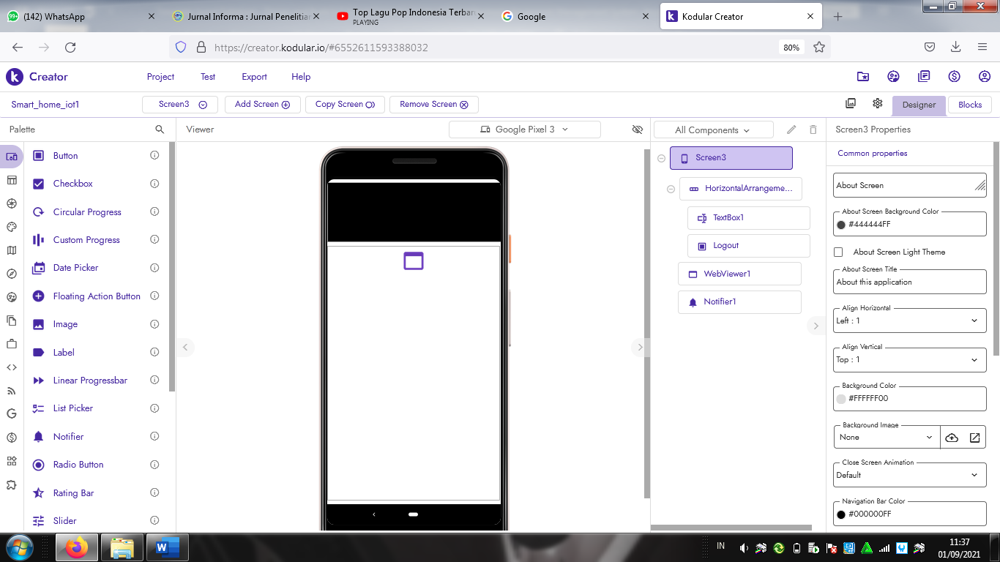 (142) WhatsApp
Jurnal Informa : Jurnal Penelitian
Top Lagu Pop Indonesia Terbaru
PLAYING
Google
Kodular Creator
https://creator.kodular.io/#6552611593388032
80%
Creator
Project
Test
Export
Help
Smart_home_iot1
Screen3
Add Screen
Copy Screen
Remove Screen
Designer
Blocks
Palette
Viewer
Google Pixel 3
All Components
Screen3 Properties
Button
Checkbox
Circular Progress
Custom Progress
Date Picker
Floating Action Button
Image
Label
Linear Progressbar
List Picker
Notifier
Radio Button
Rating Bar
Slider
Screen3
HorizontalArrangeme...
TextBox1
Logout
WebViewer1
Notifier1
Common properties
About Screen
About Screen Background Color
#444444FF
About Screen Light Theme
About Screen Title
About this application
Align Horizontal
Left : 1
Align Vertical
Top : 1
Background Color
#FFFFFF00
Background Image
None
Close Screen Animation
Default
Navigation Bar Color
#000000FF
IN
11:37
01/09/2021